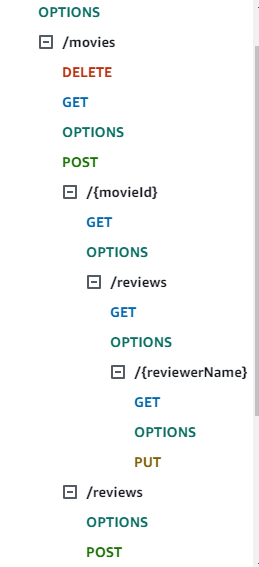 OPTIONS
/movies
DELETE
GET
OPTIONS
POST
/{movieId}
GET
OPTIONS
/reviews
GET
OPTIONS
/{reviewerName}
GET
OPTIONS
PUT
/reviews
OPTIONS
POST